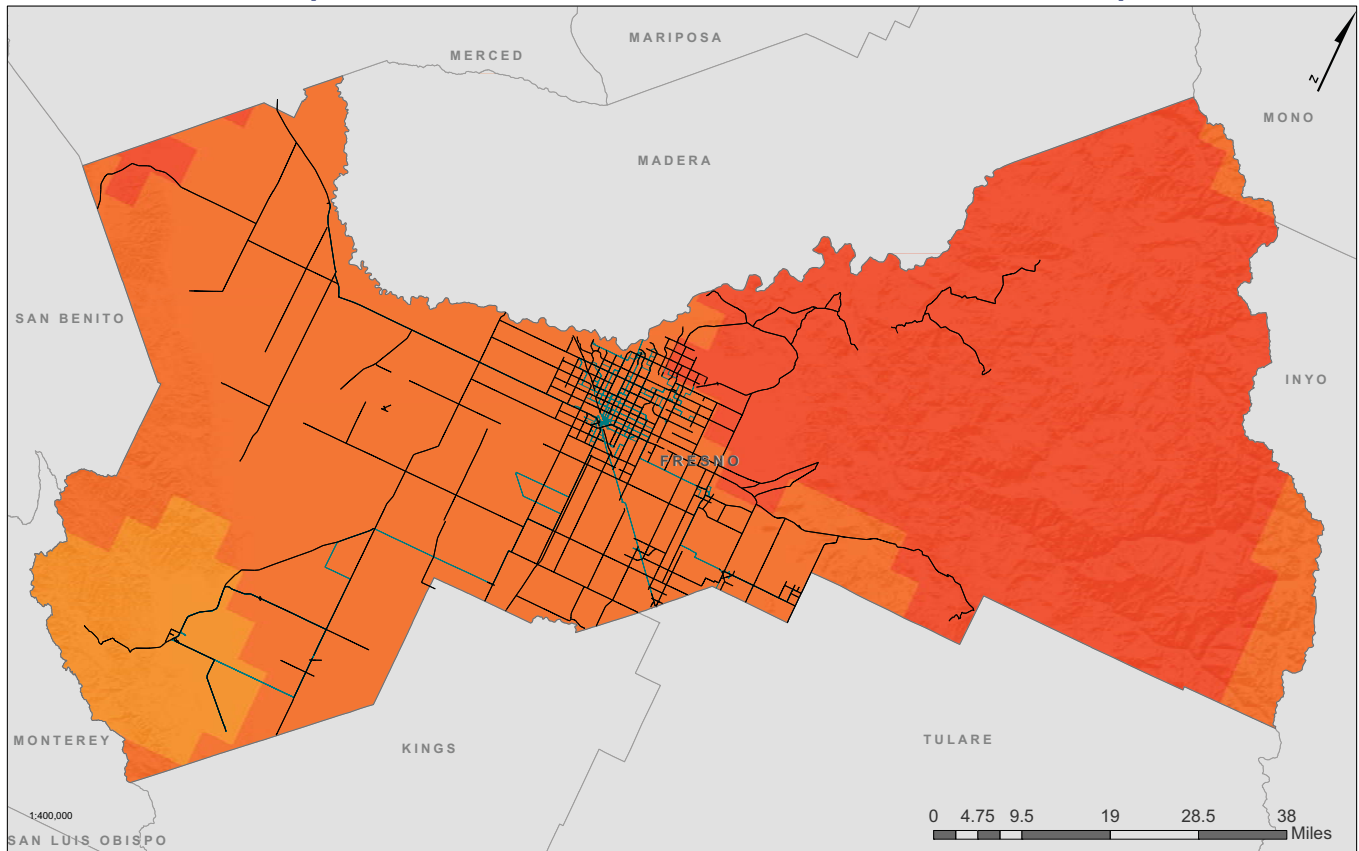 MARIPOSA
MERCED
MONO
MADERA
N
SAN BENITO
INYO
FRESNO
MONTEREY
KINGS
TULARE
1:400,000
0 4.75 9.5 19 28.5 38
Miles
SAN LUIS OBISPO